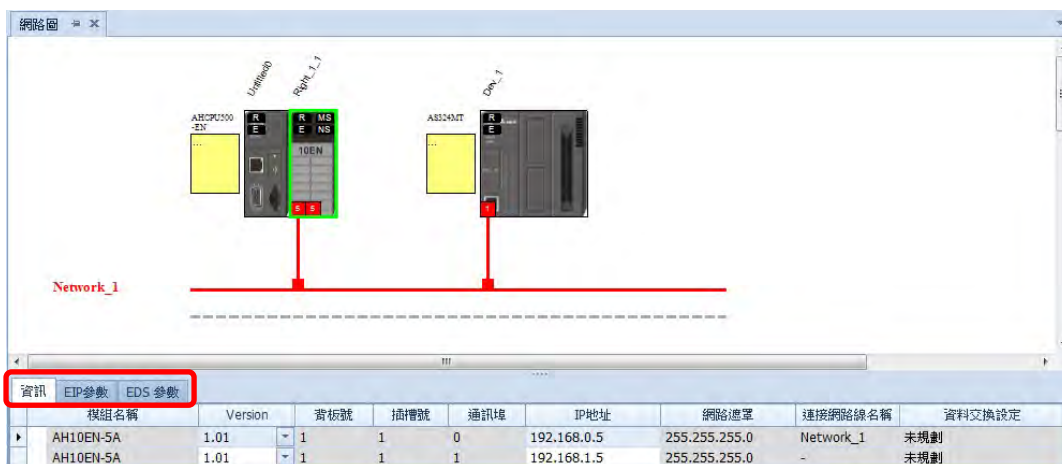 網路圖
Untitled0
Right_1_1
Dev_1
AHCPU500
-EN
...
R
E
R MS
E NS
10EN
5 5
AS324MT
...
R
E
1
Network_1
資訊 EIP參數 EDS 參數
模組名稱 Version 背板號 插槽號 通訊埠 IP地址 網路遮罩 連接網路線名稱 資料交換設定
AH10EN-5A 1.01 1 1 0 192.168.0.5 255.255.255.0 Network_1 未規劃
AH10EN-5A 1.01 1 1 1 192.168.1.5 255.255.255.0 - 未規劃